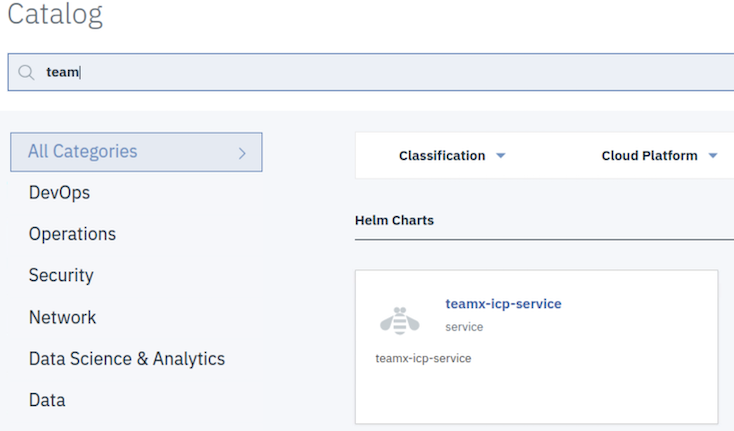 Catalog
team
All Categories
DevOps
Operations
Security
Network
Data Science & Analytics
Data
Classification
Cloud Platform
Helm Charts
teamx-icp-service
service
teamx-icp-service